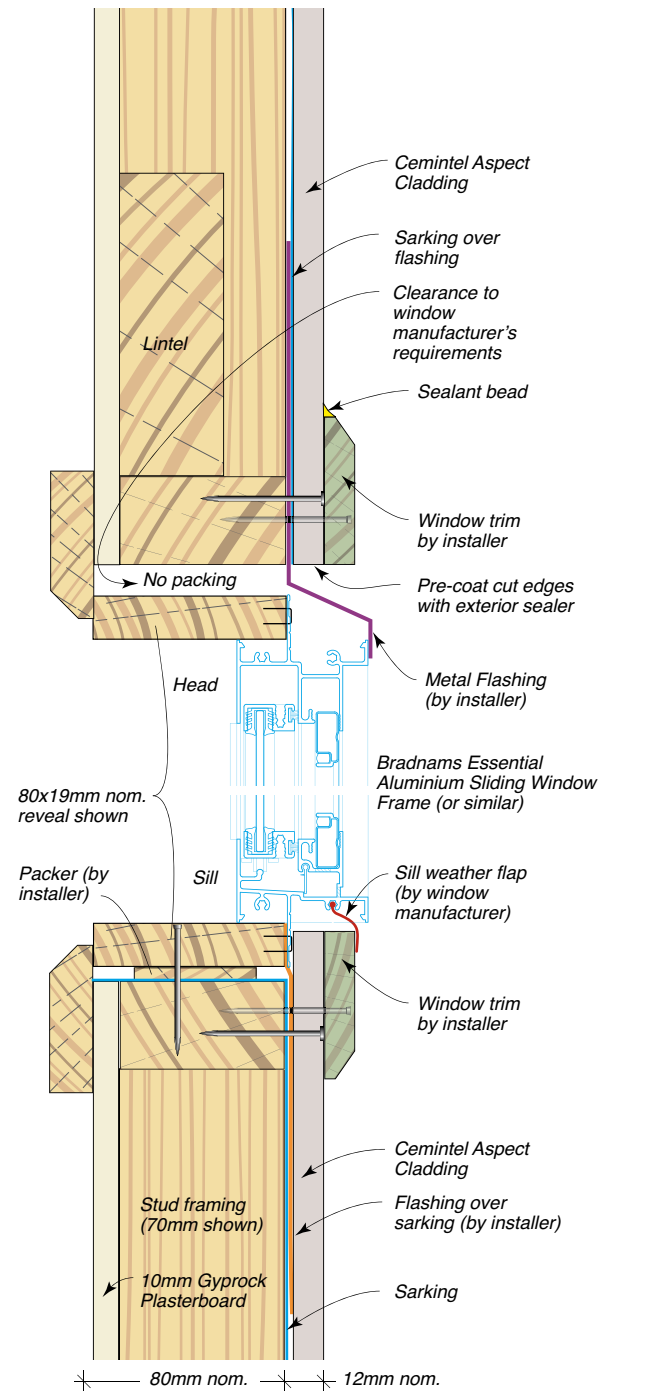 Cemintel Aspect
Cladding
Sarking over
flashing
Clearance to
window
manufacturer's
requirements
Lintel
Sealant bead
Window trim
by installer
No packing
Pre-coat cut edges
with exterior sealer
Head
Metal Flashing
(by installer)
Bradnams Essential
Aluminium Sliding Window
Frame (or similar)
80x19mm nom.
reveal shown
Packer (by
installer)
Sill
Sill weather flap
(by window
manufacturer)
Window trim
by installer
Cemintel Aspect
Cladding
Stud framing
(70mm shown)
Flashing over
sarking (by installer)
10mm Gyprock
Plasterboard
Sarking
80mm nom.
12mm nom.